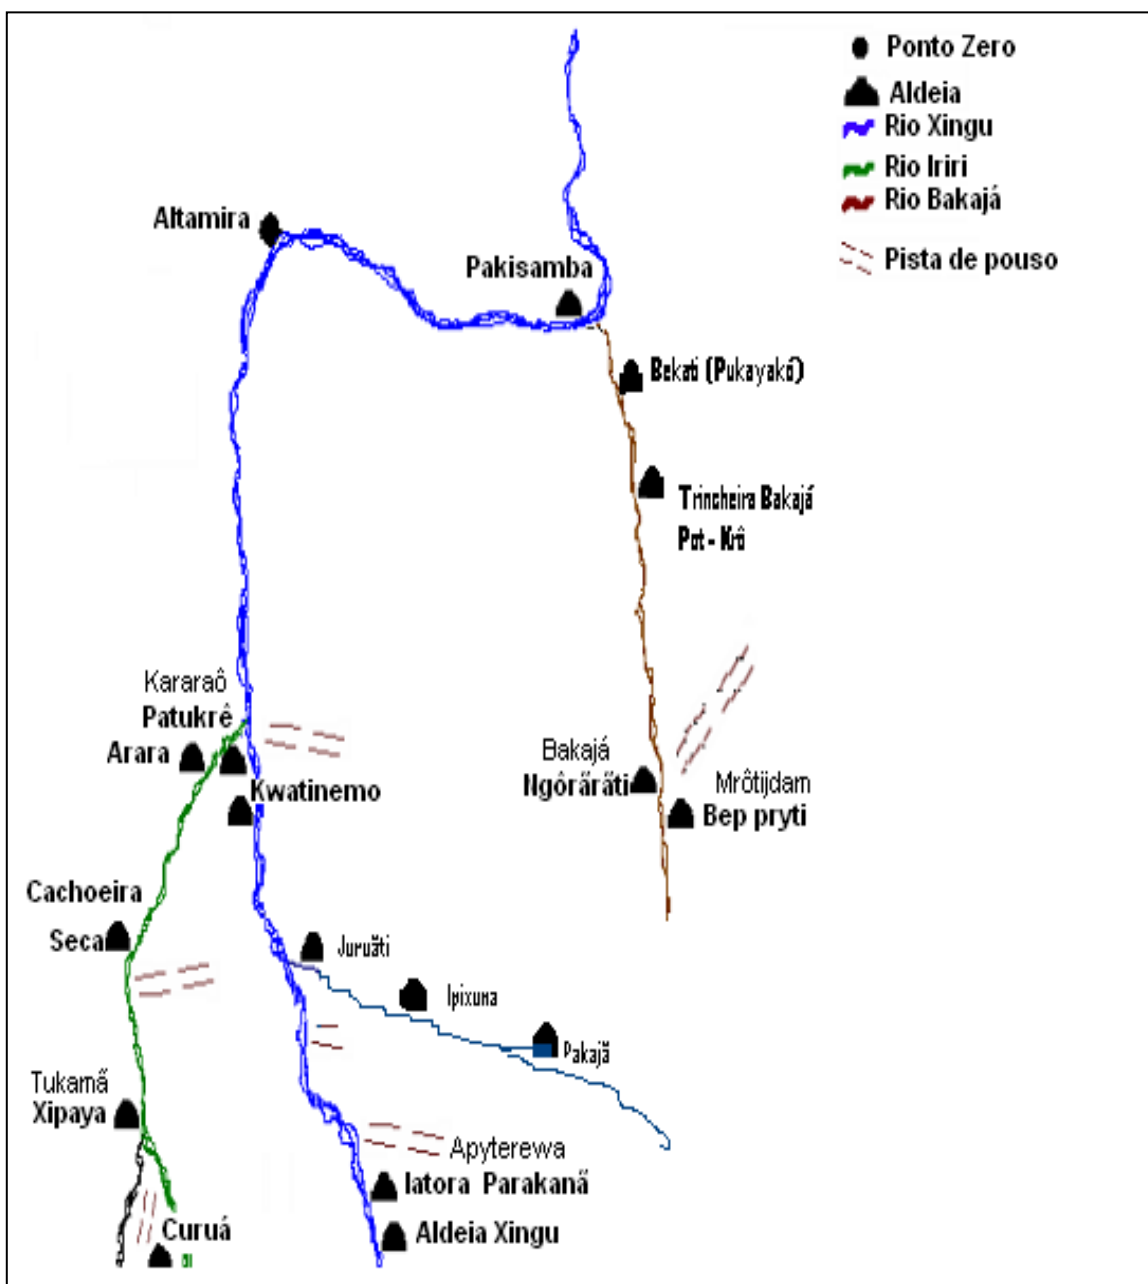 Ponto Zero
Aldeia
Rio Xingu
Rio Iriri
Rio Bakajá
Pista de pouso
Altamira
Pakisamba
Bekati (Pukayaká)
Trincheira Bakajá
Pot - Krô
Kararaô
Patukrê
Arara
Kwatinemo
Bakajá
Ngôrãrãti
Mrôtijdam
Bep pryti
Cachoeira
Seca
Juruãti
Ipixuna
Pakajã
Tukamã
Xipaya
Apyterewa
Iatora Parakanã
Aldeia Xingu
Curuá